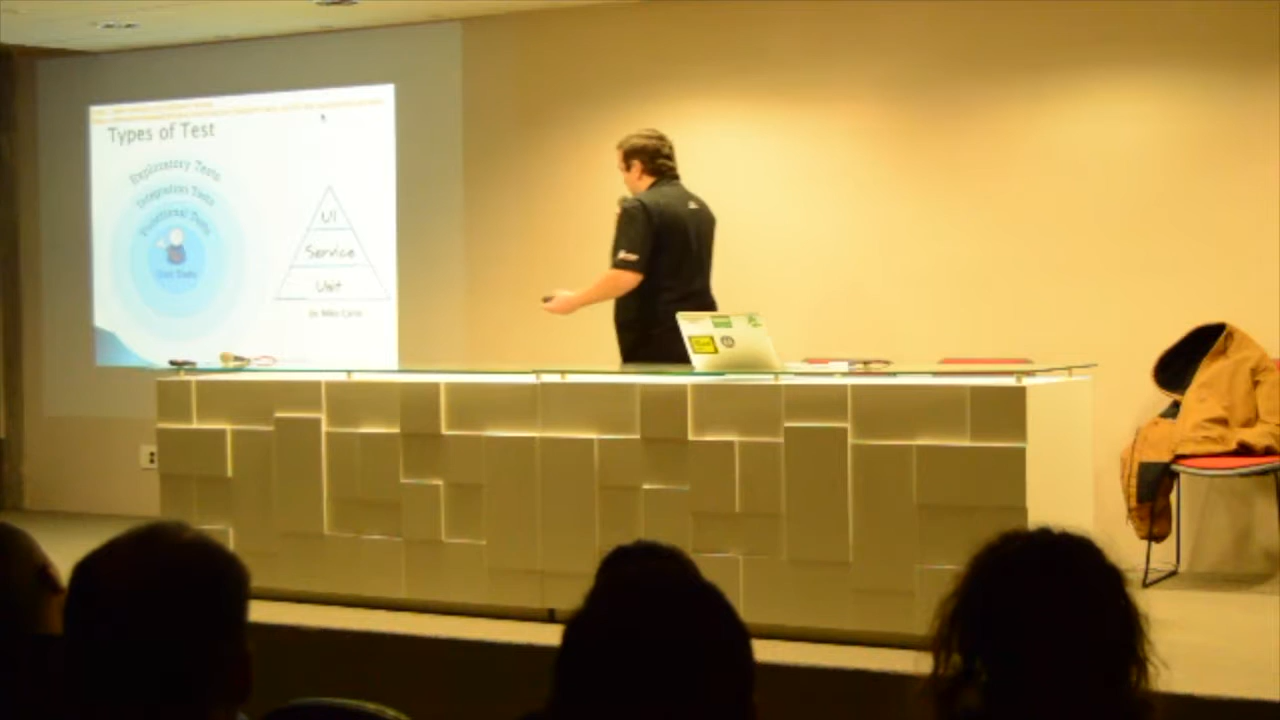 Types of Test
Exploratory Tests
Integration Tests
Functional Tests
Unit Tests
UI
Service
Unit